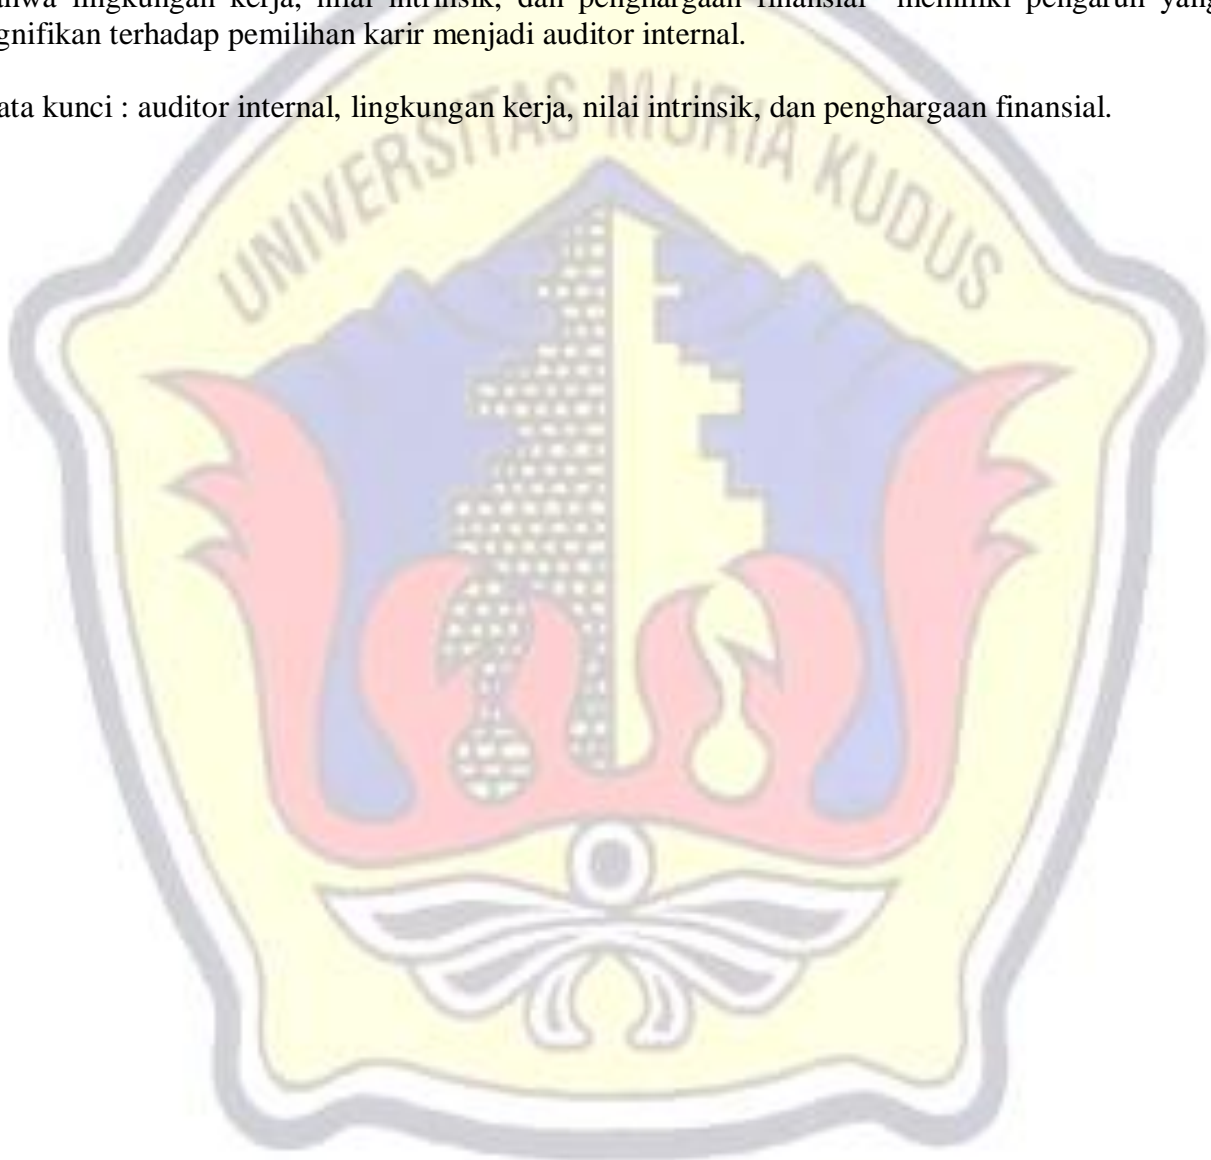 ahwa lingkungan kerja, nilai intrinsik, dan penghargaan finansial memiliki pengaruh yang
gnifikan terhadap pemilihan karir menjadi auditor internal.
ata kunci : auditor internal, lingkungan kerja, nilai intrinsik, dan penghargaan finansial.
UNIVERSITAS MURIA KUDUS